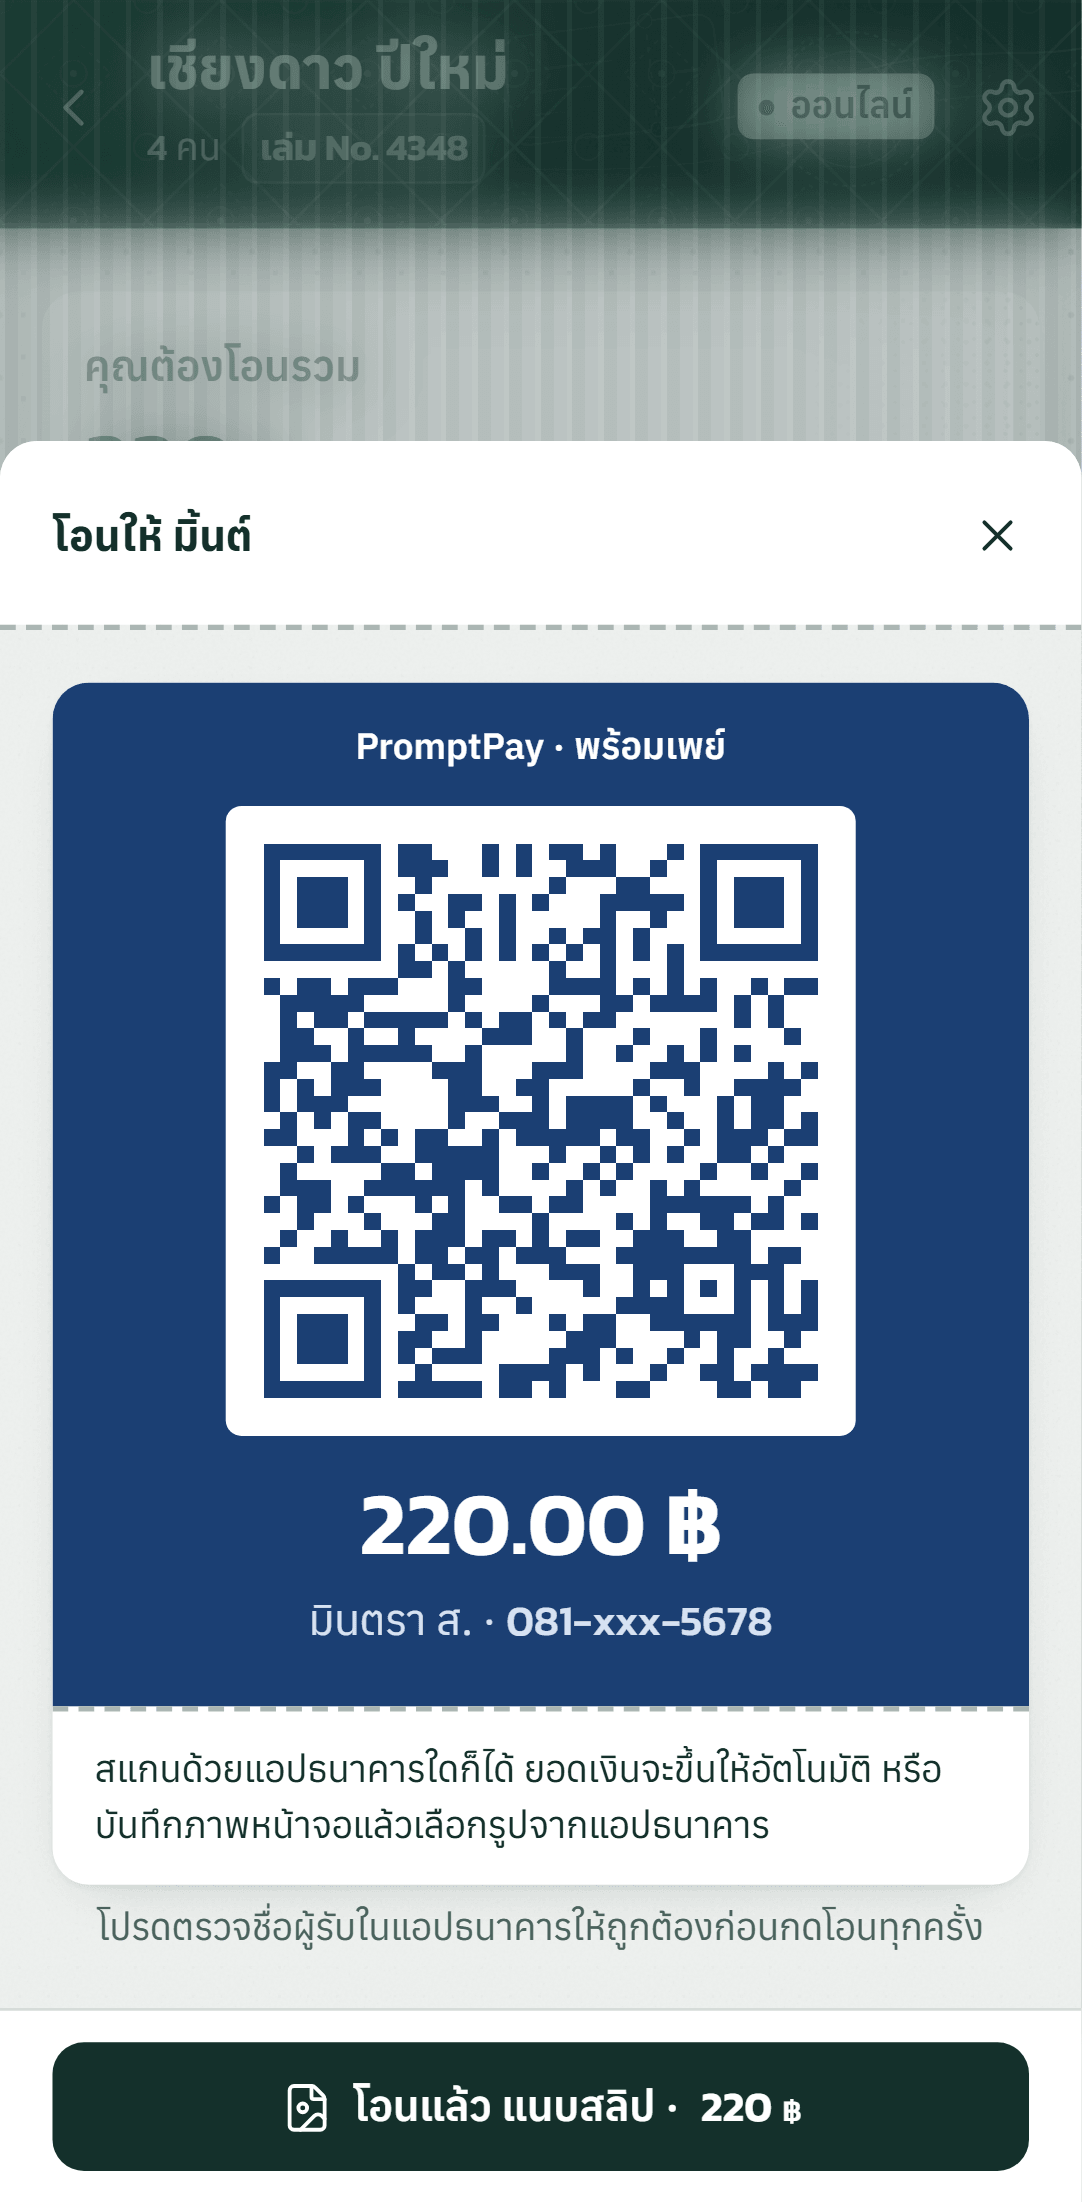 เชียงดาว ปีใหม่
4 คน เล่ม No. 4348
ออนไลน์
คุณต้องโอนรวม
โอนให้ มิ้นต์
PromptPay · พร้อมเพย์
220.00 ฿
มินตรา ส. · 081-xxx-5678
สแกนด้วยแอปธนาคารใดก็ได้ ยอดเงินจะขึ้นให้อัตโนมัติ หรือ
บันทึกภาพหน้าจอแล้วเลือกรูปจากแอปธนาคาร
โปรดตรวจชื่อผู้รับในแอปธนาคารให้ถูกต้องก่อนกดโอนทุกครั้ง
โอนแล้ว แนบสลิป · 220 ฿